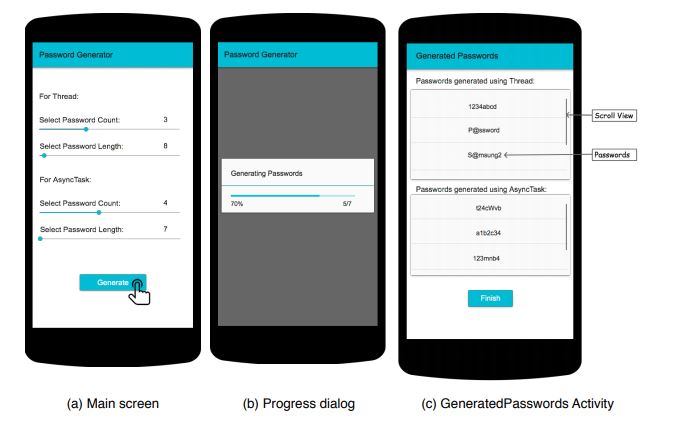 Password Generator
For Thread:
Select Password Count: 3
Select Password Length: 8
For AsyncTask:
Select Password Count: 4
Select Password Length: 7
Generate
(a) Main screen
Password Generator
Generating Passwords
70% 5/7
(b) Progress dialog
Generated Passwords
Passwords generated using Thread:
1234abcd
P@ssword
S@msung2
Scroll View
Passwords
Passwords generated using AsyncTask:
t24cWvb
a1b2c34
123mnb4
Finish
(c) GeneratedPasswords Activity